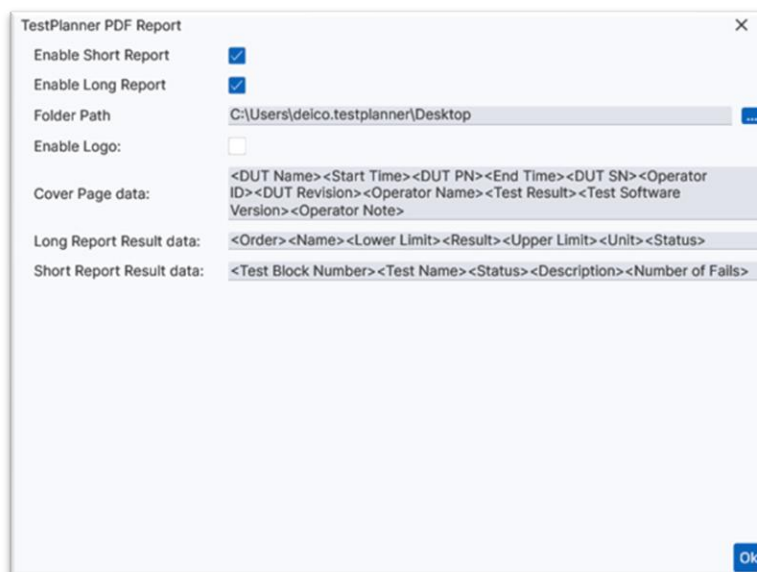 TestPlanner PDF Report
Enable Short Report
Enable Long Report
Folder Path
C:\Users\deico.testplanner\Desktop
...
Enable Logo:
Cover Page data:
<DUT Name><Start Time><DUT PN><End Time><DUT SN><Operator
ID><DUT Revision><Operator Name><Test Result><Test Software
Version><Operator Note>
Long Report Result data:
<Order><Name><Lower Limit><Result><Upper Limit><Unit><Status>
Short Report Result data:
<Test Block Number><Test Name><Status><Description><Number of Fails>
Ok